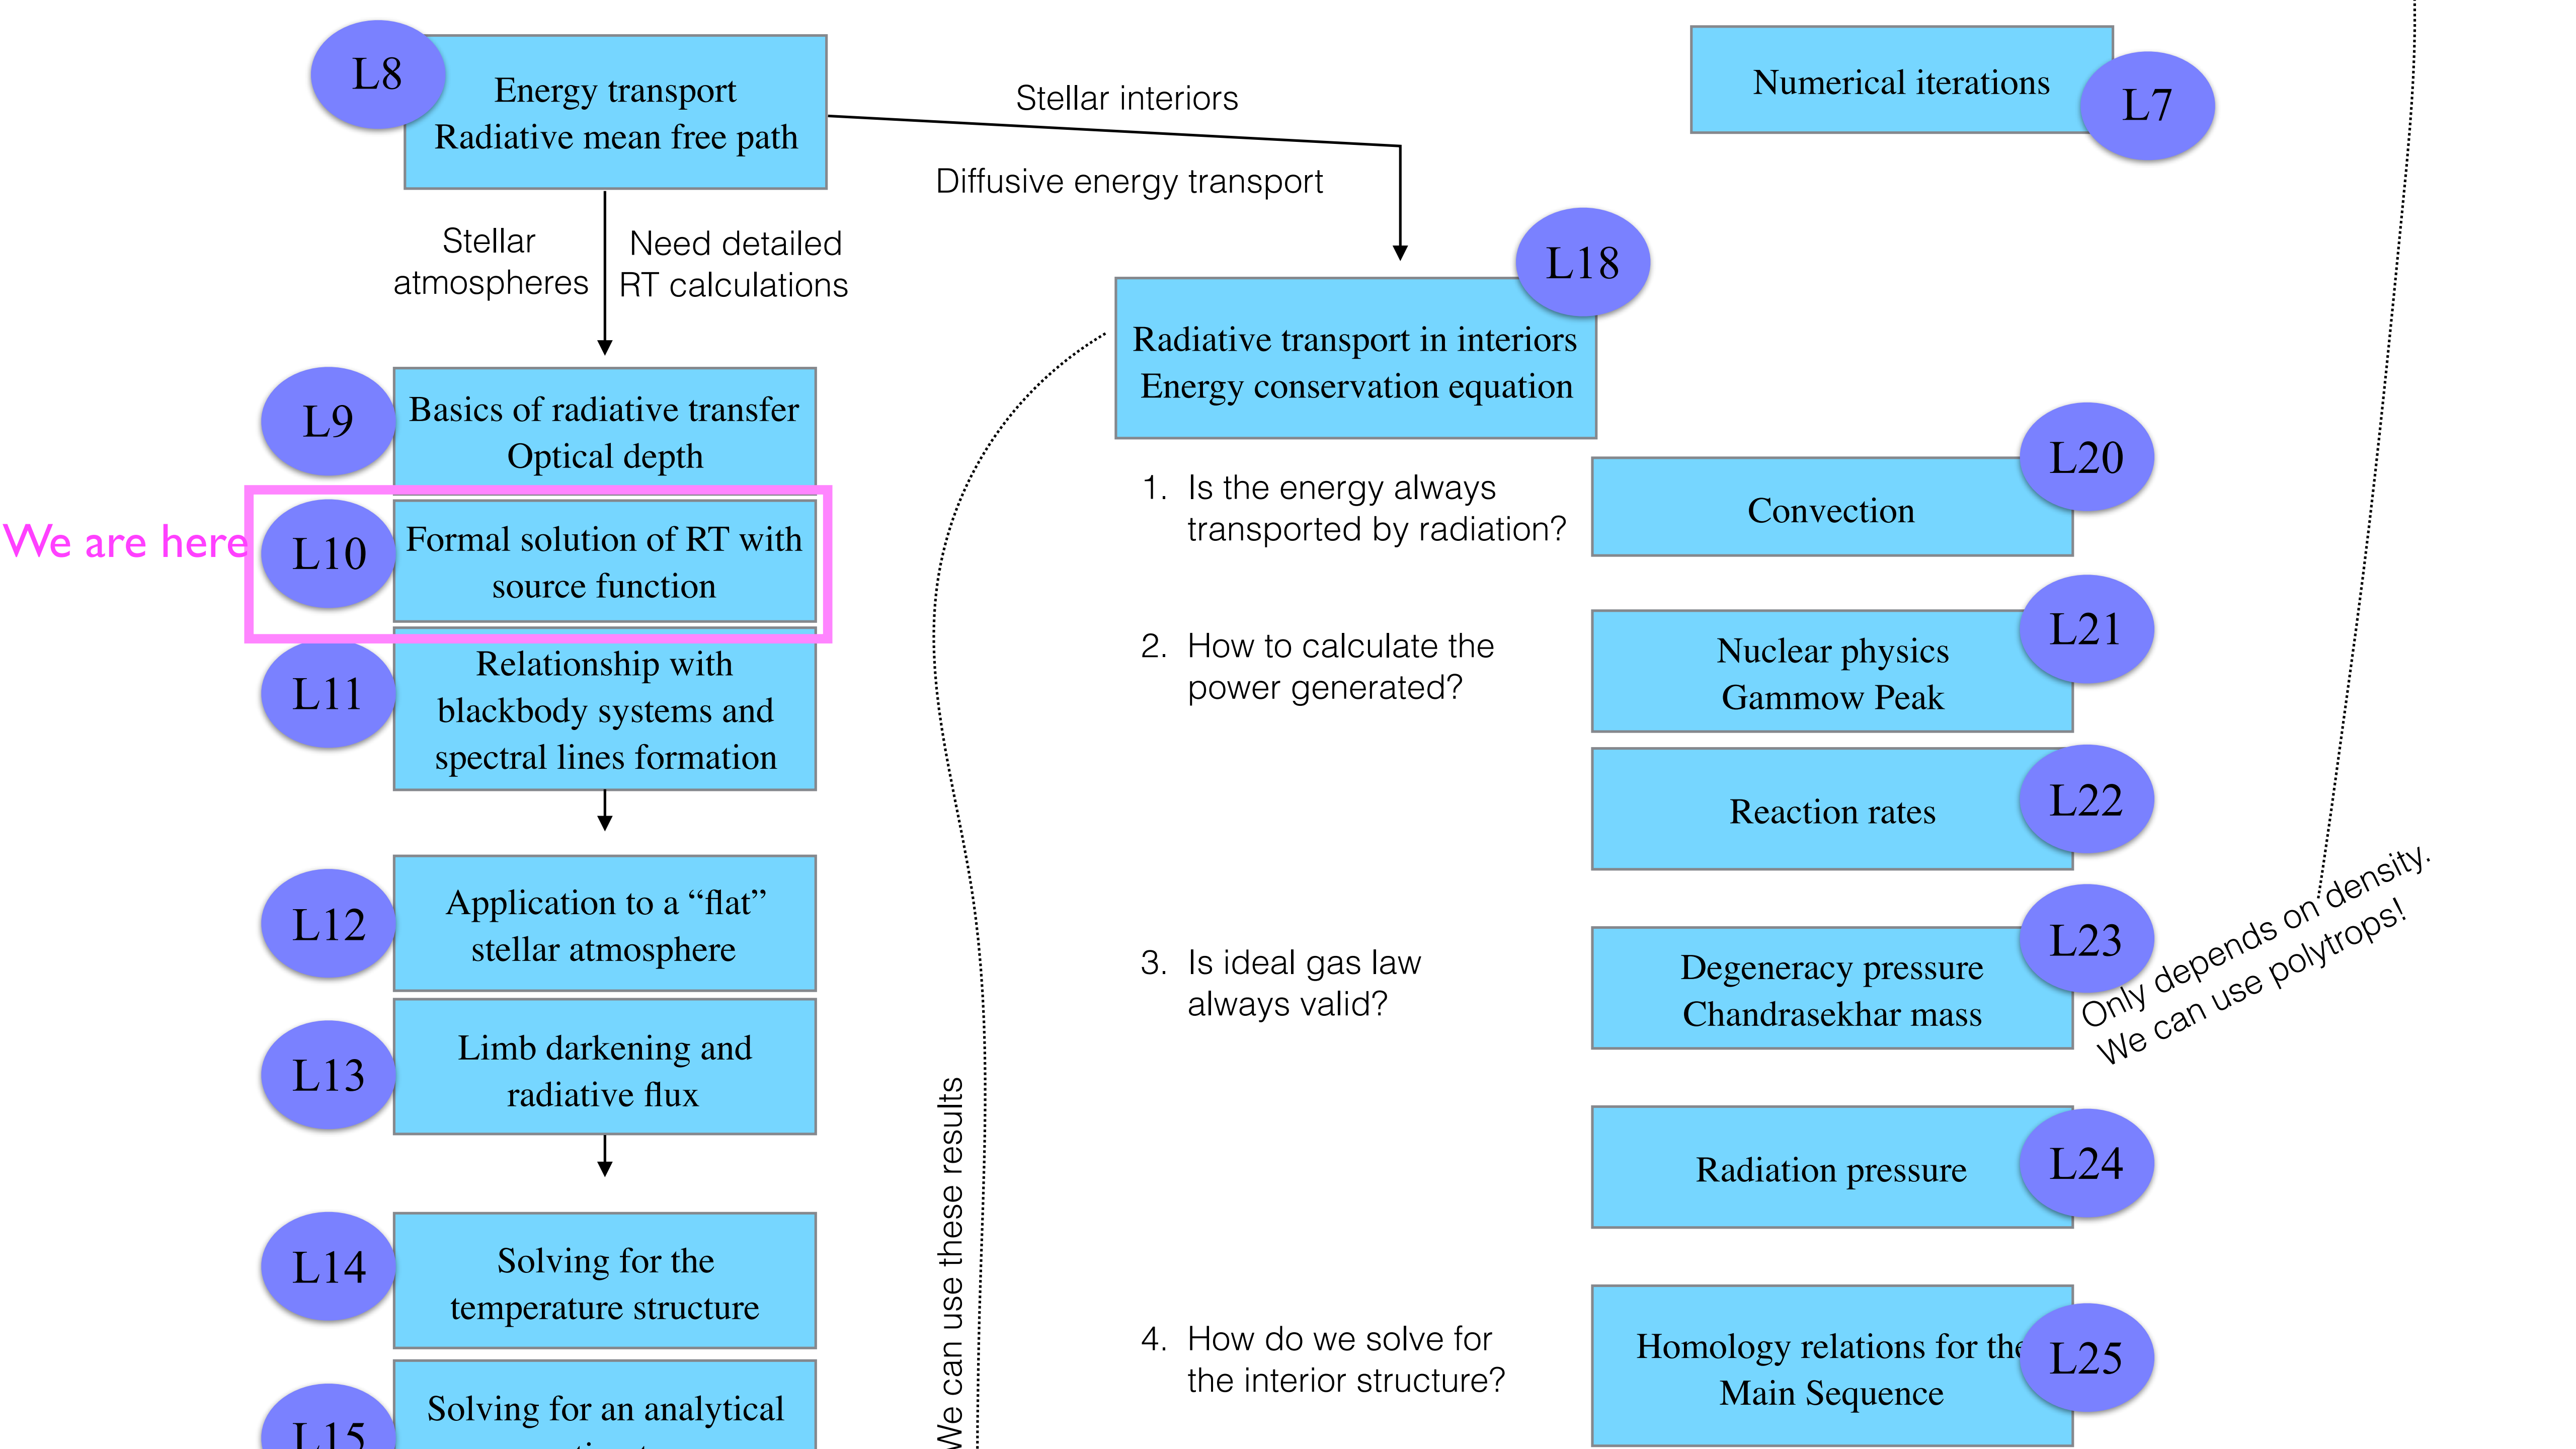 L8
Energy transport
Radiative mean free path
Stellar interiors
Diffusive energy transport
Numerical iterations
L7
Stellar
atmospheres
Need detailed
RT calculations
L18
Radiative transport in interiors
Energy conservation equation
L9
Basics of radiative transfer
Optical depth
We are here
L10
Formal solution of RT with
source function
L11
Relationship with
blackbody systems and
spectral lines formation
L12
Application to a “flat”
stellar atmosphere
L13
Limb darkening and
radiative flux
L14
Solving for the
temperature structure
L15
Solving for an analytical
We can use these results
1. Is the energy always
transported by radiation?
L20
Convection
2. How to calculate the
power generated?
L21
Nuclear physics
Gammow Peak
L22
Reaction rates
3. Is ideal gas law
always valid?
L23
Degeneracy pressure
Chandrasekhar mass
Only depends on density.
We can use polytrops!
L24
Radiation pressure
4. How do we solve for
the interior structure?
L25
Homology relations for the
Main Sequence